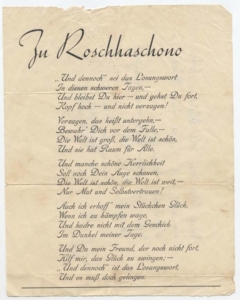 Zu Roschhaschono
„Und dennoch" sei das Losungswort
In diesen schweren Tagen,—
Und bleibst Du hier — und gehst Du fort,
Kopf hoch — und nicht verzagen!
Verzagen, das heißt untergehn,—
Bewahr' Dich vor dem Falle,—
Die Welt ist groß, die Welt ist schön,
Und sie hat Raum für Alle.
Und manche schöne Herrlichkeit
Soll noch Dein Auge schauen,
Die Welt ist schön, die Welt ist weit,—
Nur Mut und Selbstvertrauen!
Auch ich erhoff' mein Stückchen Glück,
Wenn ich zu kämpfen wage,
Und hadre nicht mit dem Geschick
Im Dunkel meiner Tage.
Und Du mein Freund, der noch nicht fort,
Hilf mir, das Glück zu zwingen;—
„Und dennoch" ist das Losungswort,
Und es muß doch gelingen.